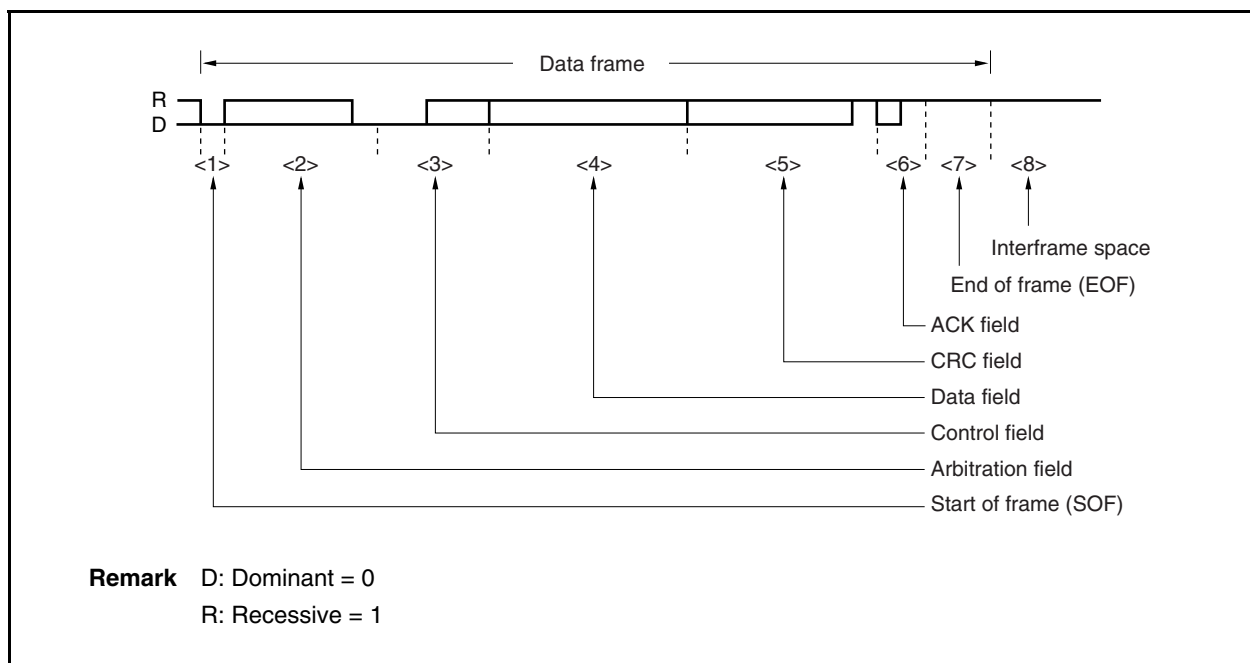 Data frame
R
D
<1> <2> <3> <4> <5> <6> <7> <8>
Interframe space
End of frame (EOF)
ACK field
CRC field
Data field
Control field
Arbitration field
Start of frame (SOF)
Remark D: Dominant = 0
R: Recessive = 1